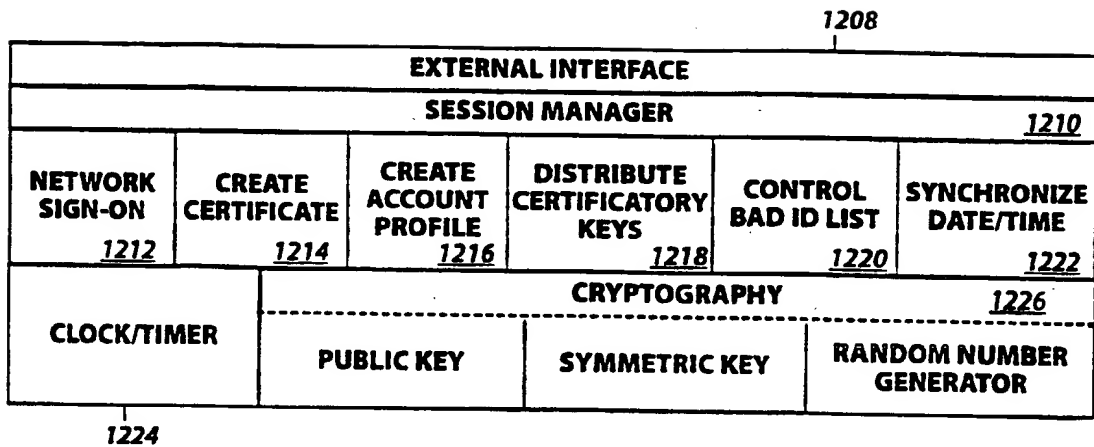 1208
EXTERNAL INTERFACE
SESSION MANAGER
1210
NETWORK
SIGN-ON
1212
CREATE
CERTIFICATE
1214
CREATE
ACCOUNT
PROFILE
1216
DISTRIBUTE
CERTIFICATORY
KEYS
1218
CONTROL
BAD ID LIST
1220
SYNCHRONIZE
DATE/TIME
1222
CLOCK/TIMER
CRYPTOGRAPHY
1226
PUBLIC KEY
SYMMETRIC KEY
RANDOM NUMBER
GENERATOR
1224